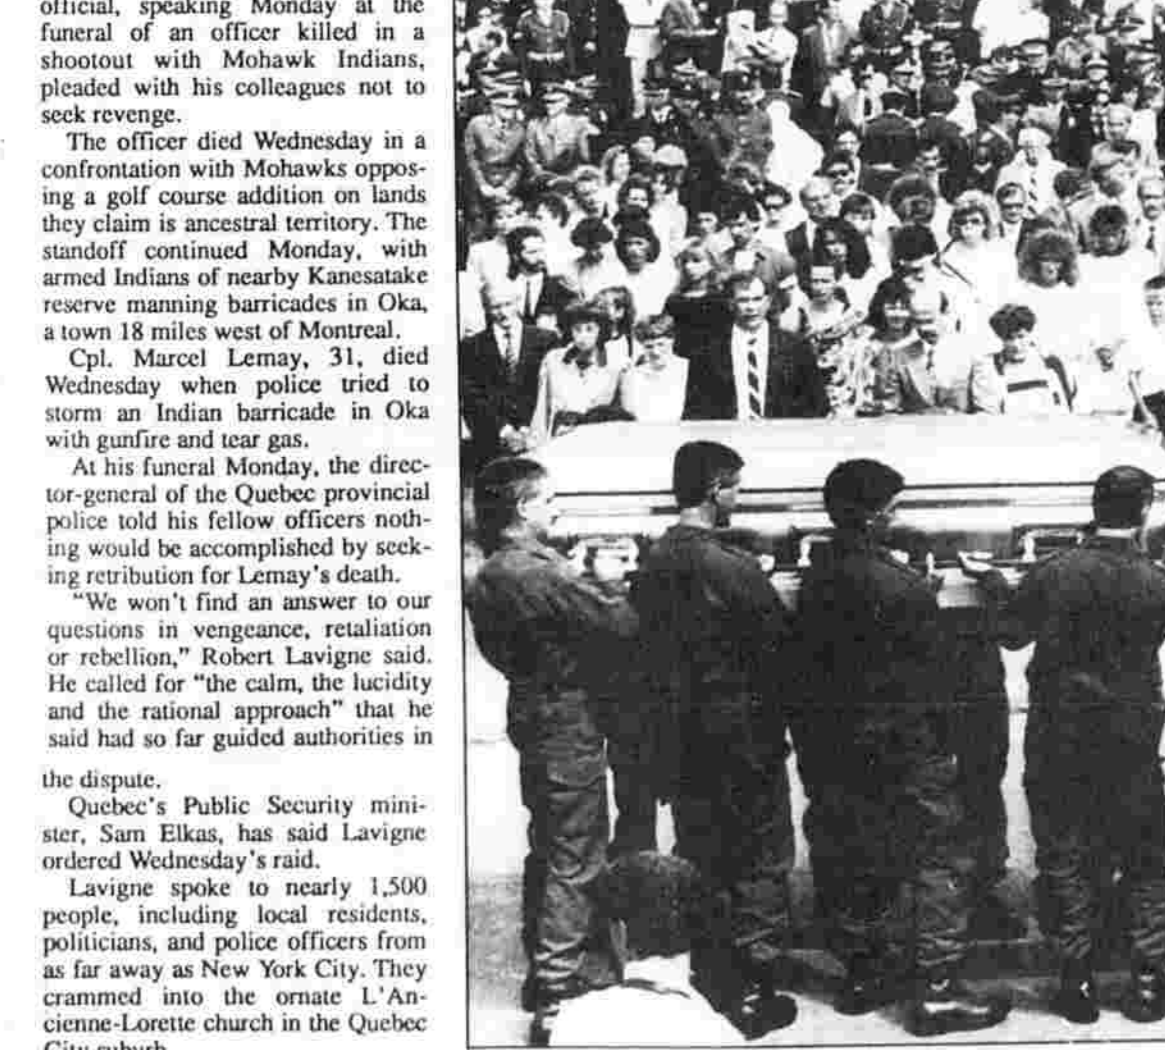 official, speaking Monday at the
funeral of an officer killed in a
shootout with Mohawk Indians,
pleaded with his colleagues not to
seek revenge.
The officer died Wednesday in a
confrontation with Mohawks oppos-
ing a golf course addition on lands
they claim is ancestral territory. The
standoff continued Monday, with
armed Indians of nearby Kanesatake
reserve manning barricades in Oka,
a town 18 miles west of Montreal.
Cpl. Marcel Lemay, 31, died
Wednesday when police tried to
storm an Indian barricade in Oka
with gunfire and tear gas.
At his funeral Monday, the direc-
tor-general of the Quebec provincial
police told his fellow officers noth-
ing would be accomplished by seek-
ing retribution for Lemay's death.
"We won't find an answer to our
questions in vengeance, retaliation
or rebellion," Robert Lavigne said.
He called for "the calm, the lucidity
and the rational approach" that he
said had so far guided authorities in
the dispute.
Quebec's Public Security mini-
ster, Sam Elkas, has said Lavigne
ordered Wednesday's raid.
Lavigne spoke to nearly 1,500
people, including local residents,
politicians, and police officers from
as far away as New York City. They
crammed into the ornate L'An-
cienne-Lorette church in the Quebec
City suburb.